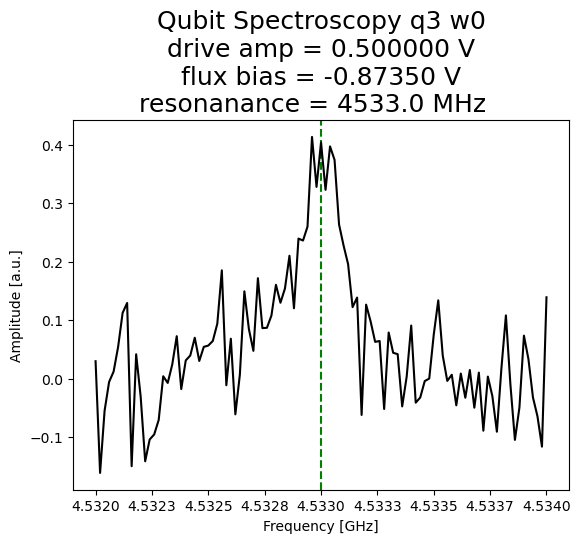 Qubit Spectroscopy q3 w0
drive amp = 0.500000 V
flux bias = -0.87350 V
resonanance = 4533.0 MHz
Amplitude [a.u.]
0.4
0.3
0.2
0.1
0.0
−0.1
4.5320 4.5323 4.5325 4.5328 4.5330 4.5333 4.5335 4.5337 4.5340
Frequency [GHz]